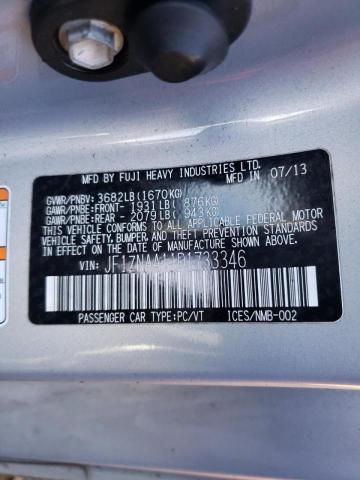 MFD BY FUJI HEAVY INDUSTRIES LTD.
MFD IN 07/13
GVWR/PNBV: 3682LB(1670KG)
GAWR/PNBE:FRONT- 1931LB( 876KG)
GAWR/PNBE:REAR - 2079LB( 943KG)
THIS VEHICLE CONFORMS TO ALL APPLICABLE FEDERAL MOTOR
VEHICLE SAFETY, BUMPER, AND THEFT PREVENTION STANDARDS
IN EFFECT ON THE DATE OF MANUFACTURE SHOWN ABOVE.
VIN: JF1ZNAA11D1733346
PASSENGER CAR TYPE:PC/VT ICES/NMB-002